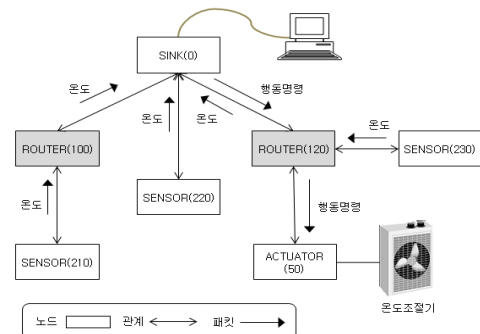 SINK(0)
온도
행동명령
온도
온도
온도
ROUTER(100)
ROUTER(120)
SENSOR(230)
온도
SENSOR(220)
행동명령
SENSOR(210)
ACTUATOR
(50)
온도조절기
노드
관계
패킷